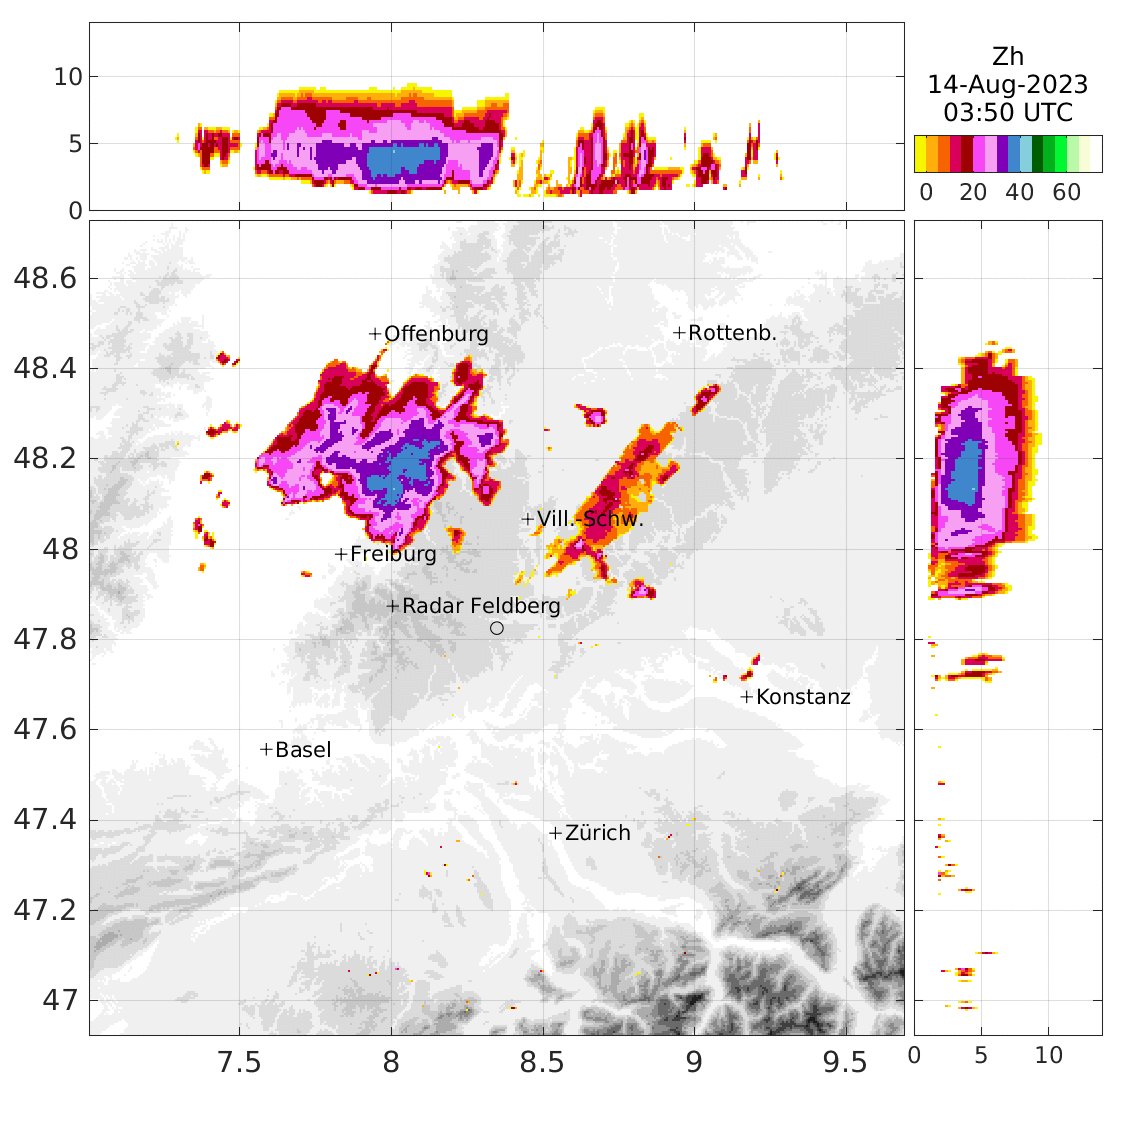 10
5
0
Zh
14-Aug-2023
03:50 UTC
0 20 40 60
48.6
48.4
48.2
48
47.8
47.6
47.4
47.2
47
+Offenburg
+Rottenb.
+Vill.-Schw.
+Freiburg
+Radar Feldberg
+Konstanz
+Basel
+Zürich
7.5 8 8.5 9 9.5
0 5 10